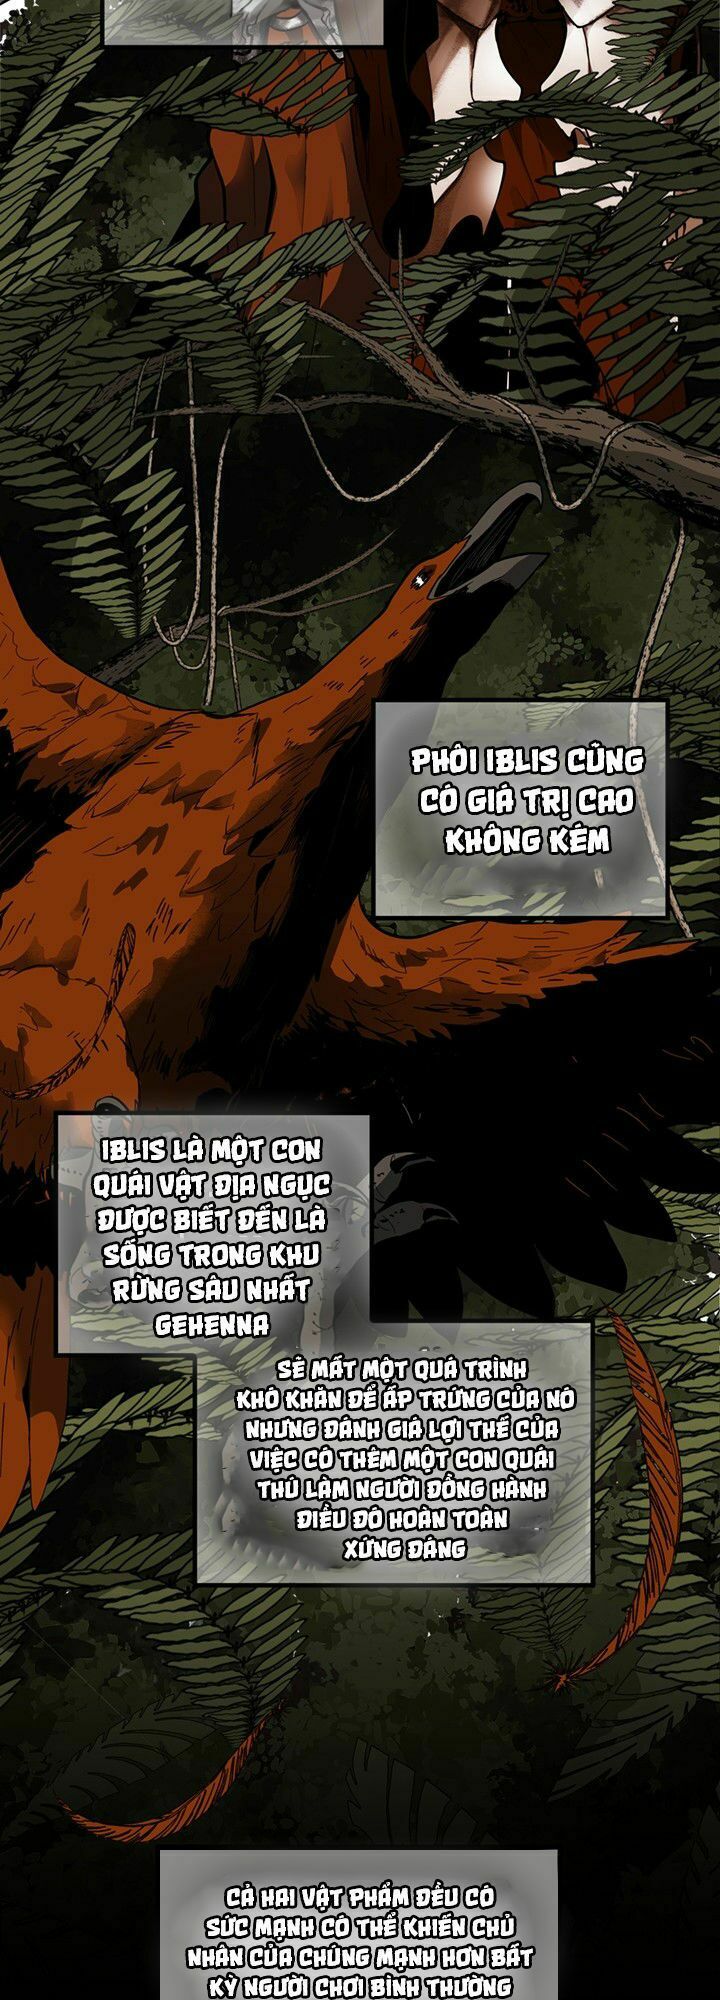 PHÔI IBLIS CŨNG
CÓ GIÁ TRỊ CAO
KHÔNG KÉM
IBLIS LÀ MỘT CON
QUÁI VẬT ĐỊA NGỤC
ĐƯỢC BIẾT ĐẾN LÀ
SỐNG TRONG KHU
RỪNG SÂU NHẤT
GEHENNA
SẼ MẤT MỘT QUÁ TRÌNH
KHÓ KHĂN ĐỂ ẤP TRỨNG CỦA NÓ
NHƯNG ĐÁNH GIÁ LỢI THẾ CỦA
VIỆC CÓ THÊM MỘT CON QUÁI
THÚ LÀM NGƯỜI ĐỒNG HÀNH
ĐIỀU ĐÓ HOÀN TOÀN
XỨNG ĐÁNG
CẢ HAI VẬT PHẨM ĐỀU CÓ
SỨC MẠNH CÓ THỂ KHIẾN CHỦ
NHÂN CỦA CHÚNG MẠNH HƠN BẤT
KỲ NGƯỜI CHƠI BÌNH THƯỜNG